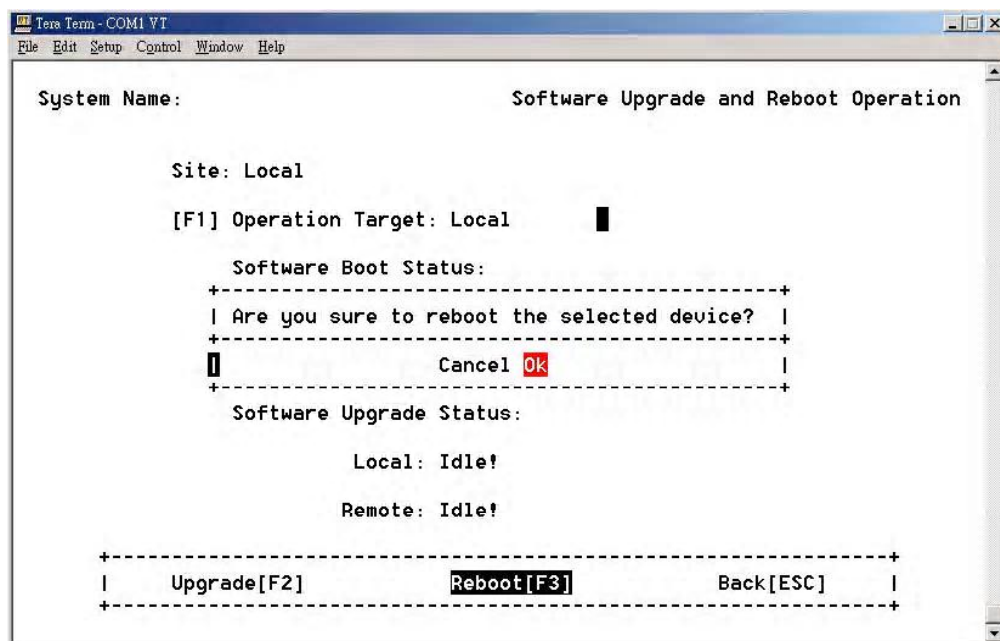 Tera Term - COM1 VT
File Edit Setup Control Window Help
System Name: Software Upgrade and Reboot Operation
Site: Local
[F1] Operation Target: Local
Software Boot Status:
Are you sure to reboot the selected device?
Cancel Ok
Software Upgrade Status:
Local: Idle!
Remote: Idle!
Upgrade[F2] Reboot[F3] Back[ESC]